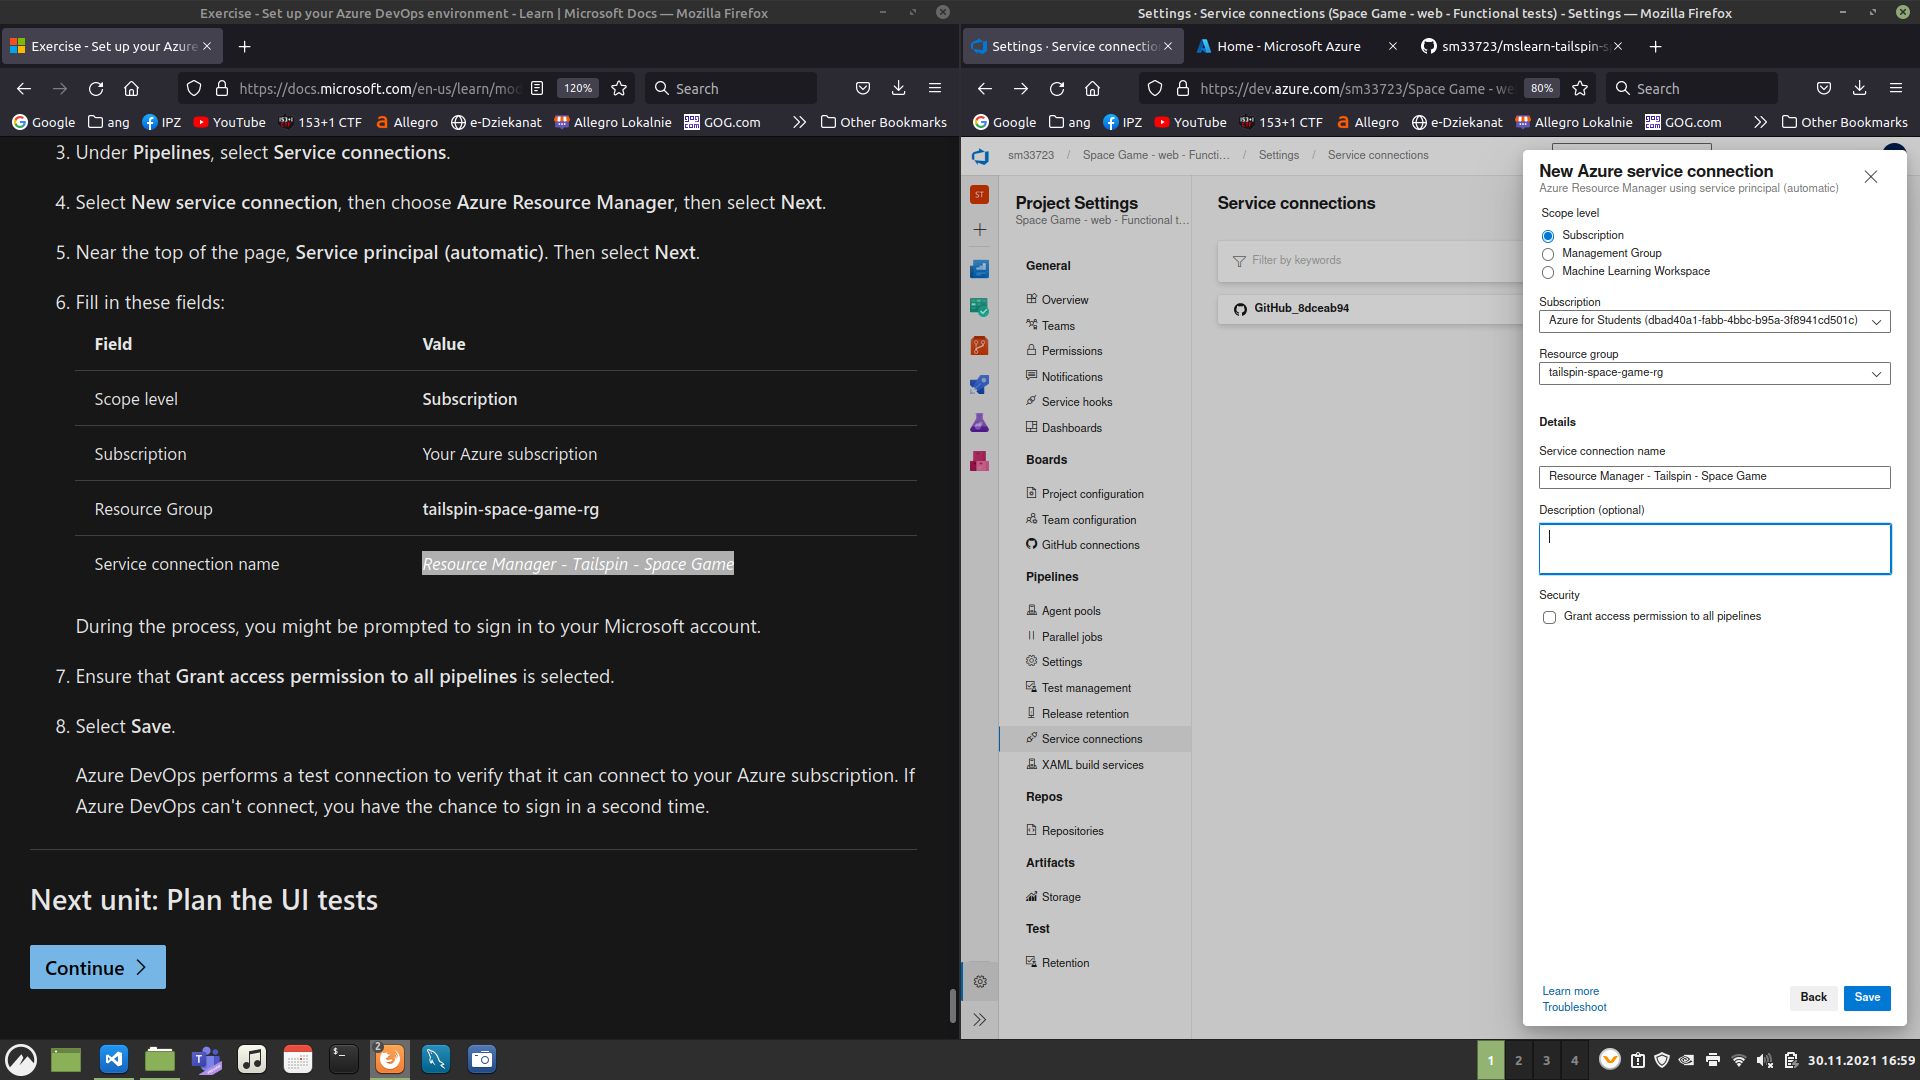 Exercise - Set up your Azure DevOps environment - Learn | Microsoft Docs — Mozilla Firefox
Exercise - Set up your Azure
https://docs.microsoft.com/en-us/learn/mod
120%
Search
Google
ang
IPZ
YouTube
153+1 CTF
Allegro
e-Dziekanat
Allegro Lokalnie
GOG.com
Other Bookmarks
3. Under Pipelines, select Service connections.
4. Select New service connection, then choose Azure Resource Manager, then select Next.
5. Near the top of the page, Service principal (automatic). Then select Next.
6. Fill in these fields:
Field Value
Scope level Subscription
Subscription Your Azure subscription
Resource Group tailspin-space-game-rg
Service connection name Resource Manager - Tailspin - Space Game
During the process, you might be prompted to sign in to your Microsoft account.
7. Ensure that Grant access permission to all pipelines is selected.
8. Select Save.
Azure DevOps performs a test connection to verify that it can connect to your Azure subscription. If
Azure DevOps can't connect, you have the chance to sign in a second time.
Next unit: Plan the UI tests
Continue
Settings · Service connections (Space Game - web - Functional tests) - Settings — Mozilla Firefox
Settings · Service connection
Home - Microsoft Azure
sm33723/mslearn-tailspin-s
https://dev.azure.com/sm33723/Space Game - we
80%
Search
Google
ang
IPZ
YouTube
153+1 CTF
Allegro
e-Dziekanat
Allegro Lokalnie
GOG.com
Other Bookmarks
sm33723 / Space Game - web - Functi... / Settings / Service connections
ST
Project Settings
Space Game - web - Functional t...
General
Overview
Teams
Permissions
Notifications
Service hooks
Dashboards
Boards
Project configuration
Team configuration
GitHub connections
Pipelines
Agent pools
Parallel jobs
Settings
Test management
Release retention
Service connections
XAML build services
Repos
Repositories
Artifacts
Storage
Test
Retention
Service connections
Filter by keywords
GitHub_8dceab94
New Azure service connection
Azure Resource Manager using service principal (automatic)
Scope level
Subscription
Management Group
Machine Learning Workspace
Subscription
Azure for Students (dbad40a1-fabb-4bbc-b95a-3f8941cd501c)
Resource group
tailspin-space-game-rg
Details
Service connection name
Resource Manager - Tailspin - Space Game
Description (optional)
Security
Grant access permission to all pipelines
Learn more
Troubleshoot
Back
Save
2
1 2 3 4
30.11.2021 16:59